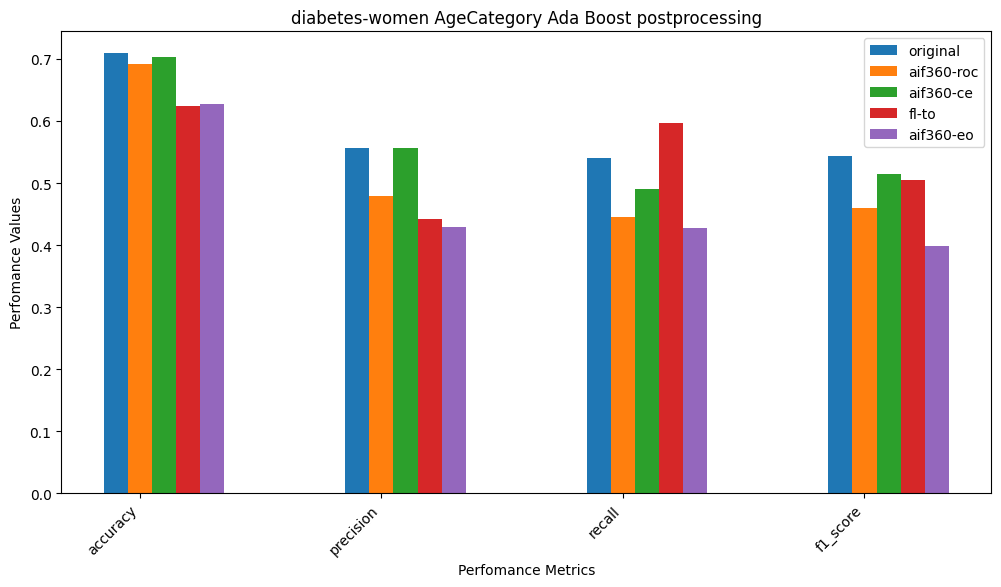 diabetes-women AgeCategory Ada Boost postprocessing
original
aif360-roc
aif360-ce
fl-to
aif360-eo
Perfomance Values
0.7
0.6
0.5
0.4
0.3
0.2
0.1
0.0
accuracy
precision
recall
f1_score
Perfomance Metrics